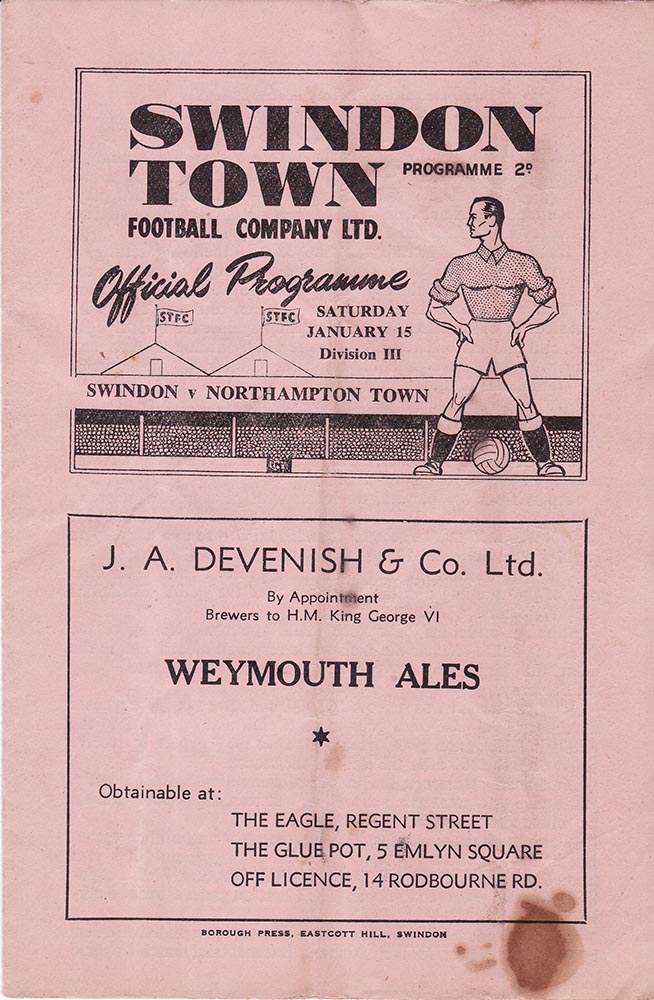 SWINDON
TOWN
PROGRAMME 2D
FOOTBALL COMPANY LTD.
Official Programme
STFC
STFC
SATURDAY
JANUARY 15
Division III
SWINDON v NORTHAMPTON TOWN
J. A. DEVENISH & Co. Ltd.
By Appointment
Brewers to H.M. King George VI
WEYMOUTH ALES
Obtainable at:
THE EAGLE, REGENT STREET
THE GLUE POT, 5 EMLYN SQUARE
OFF LICENCE, 14 RODBOURNE RD.
BOROUGH PRESS, EASTCOTT HILL, SWINDON